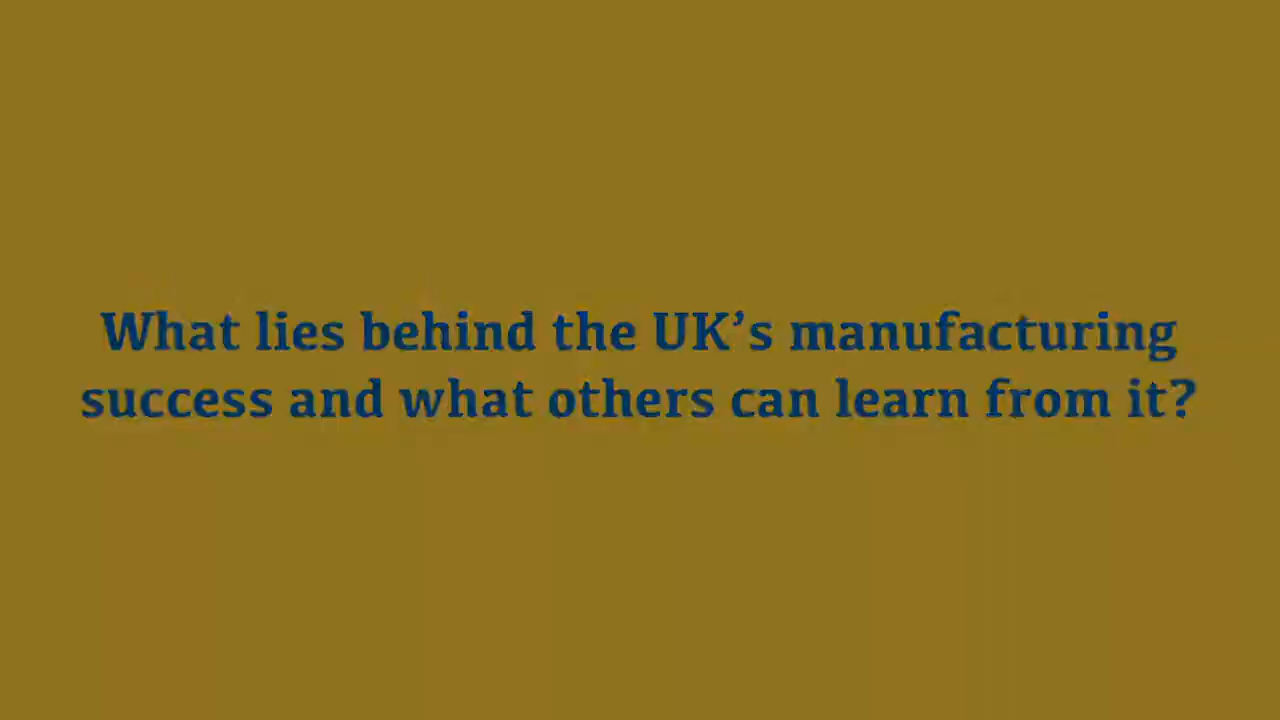 What lies behind the UK’s manufacturing
success and what others can learn from it?